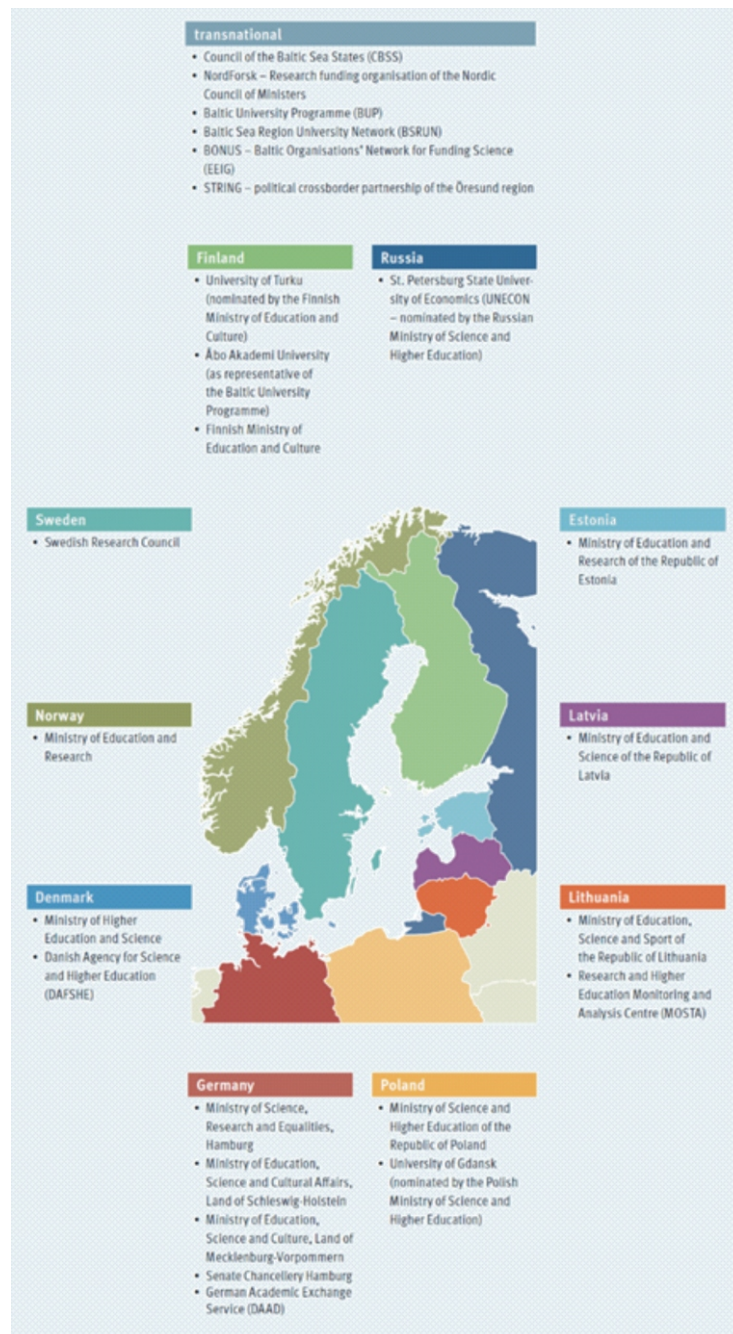 transnational
• Council of the Baltic Sea States (CBSS)
• NordForsk – Research funding organisation of the Nordic
Council of Ministers
• Baltic University Programme (BUP)
• Baltic Sea Region University Network (BSRUN)
• BONUS – Baltic Organisations' Network for Funding Science
(EEIG)
• STRING – political crossborder partnership of the Öresund region
Finland
• University of Turku
(nominated by the Finnish
Ministry of Education and
Culture)
• Åbo Akademi University
(as representative of
the Baltic University
Programme)
• Finnish Ministry of
Education and Culture
Russia
• St. Petersburg State Univer-
sity of Economics (UNECON
– nominated by the Russian
Ministry of Science and
Higher Education)
Sweden
• Swedish Research Council
Estonia
• Ministry of Education and
Research of the Republic of
Estonia
Norway
• Ministry of Education and
Research
Latvia
• Ministry of Education and
Science of the Republic of
Latvia
Denmark
• Ministry of Higher
Education and Science
• Danish Agency for Science
and Higher Education
(DAFSHE)
Lithuania
• Ministry of Education,
Science and Sport of
the Republic of Lithuania
• Research and Higher
Education Monitoring and
Analysis Centre (MOSTA)
Germany
• Ministry of Science,
Research and Equalities,
Hamburg
• Ministry of Education,
Science and Cultural Affairs,
Land of Schleswig-Holstein
• Ministry of Education,
Science and Culture, Land of
Mecklenburg-Vorpommern
• Senate Chancellery Hamburg
• German Academic Exchange
Service (DAAD)
Poland
• Ministry of Science and
Higher Education of the
Republic of Poland
• University of Gdansk
(nominated by the Polish
Ministry of Science and
Higher Education)